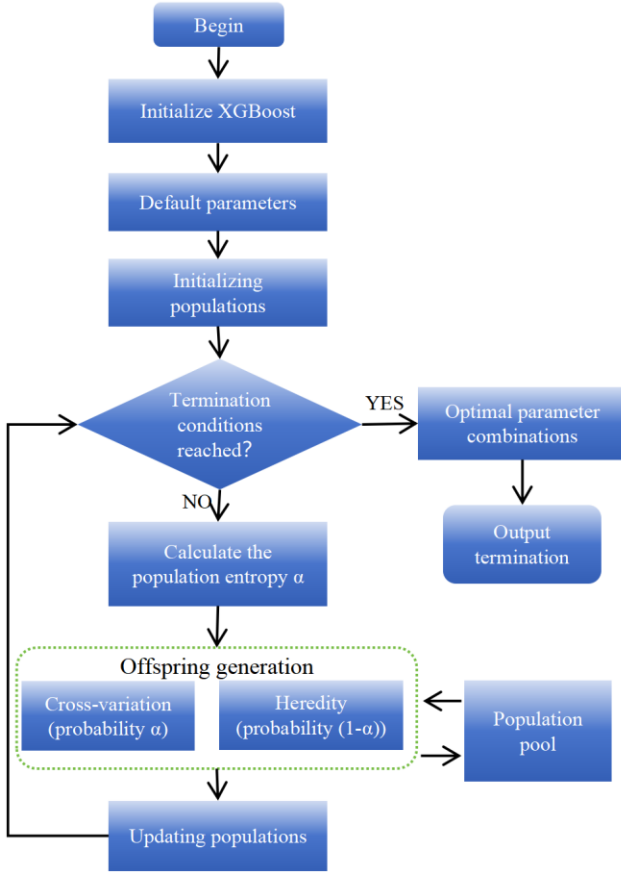 Begin
Initialize XGBoost
Default parameters
Initializing
populations
Termination
conditions
reached?
YES
Optimal parameter
combinations
NO
Output
termination
Calculate the
population entropy α
Offspring generation
Cross-variation
(probability α)
Heredity
(probability (1-α))
Population
pool
Updating populations